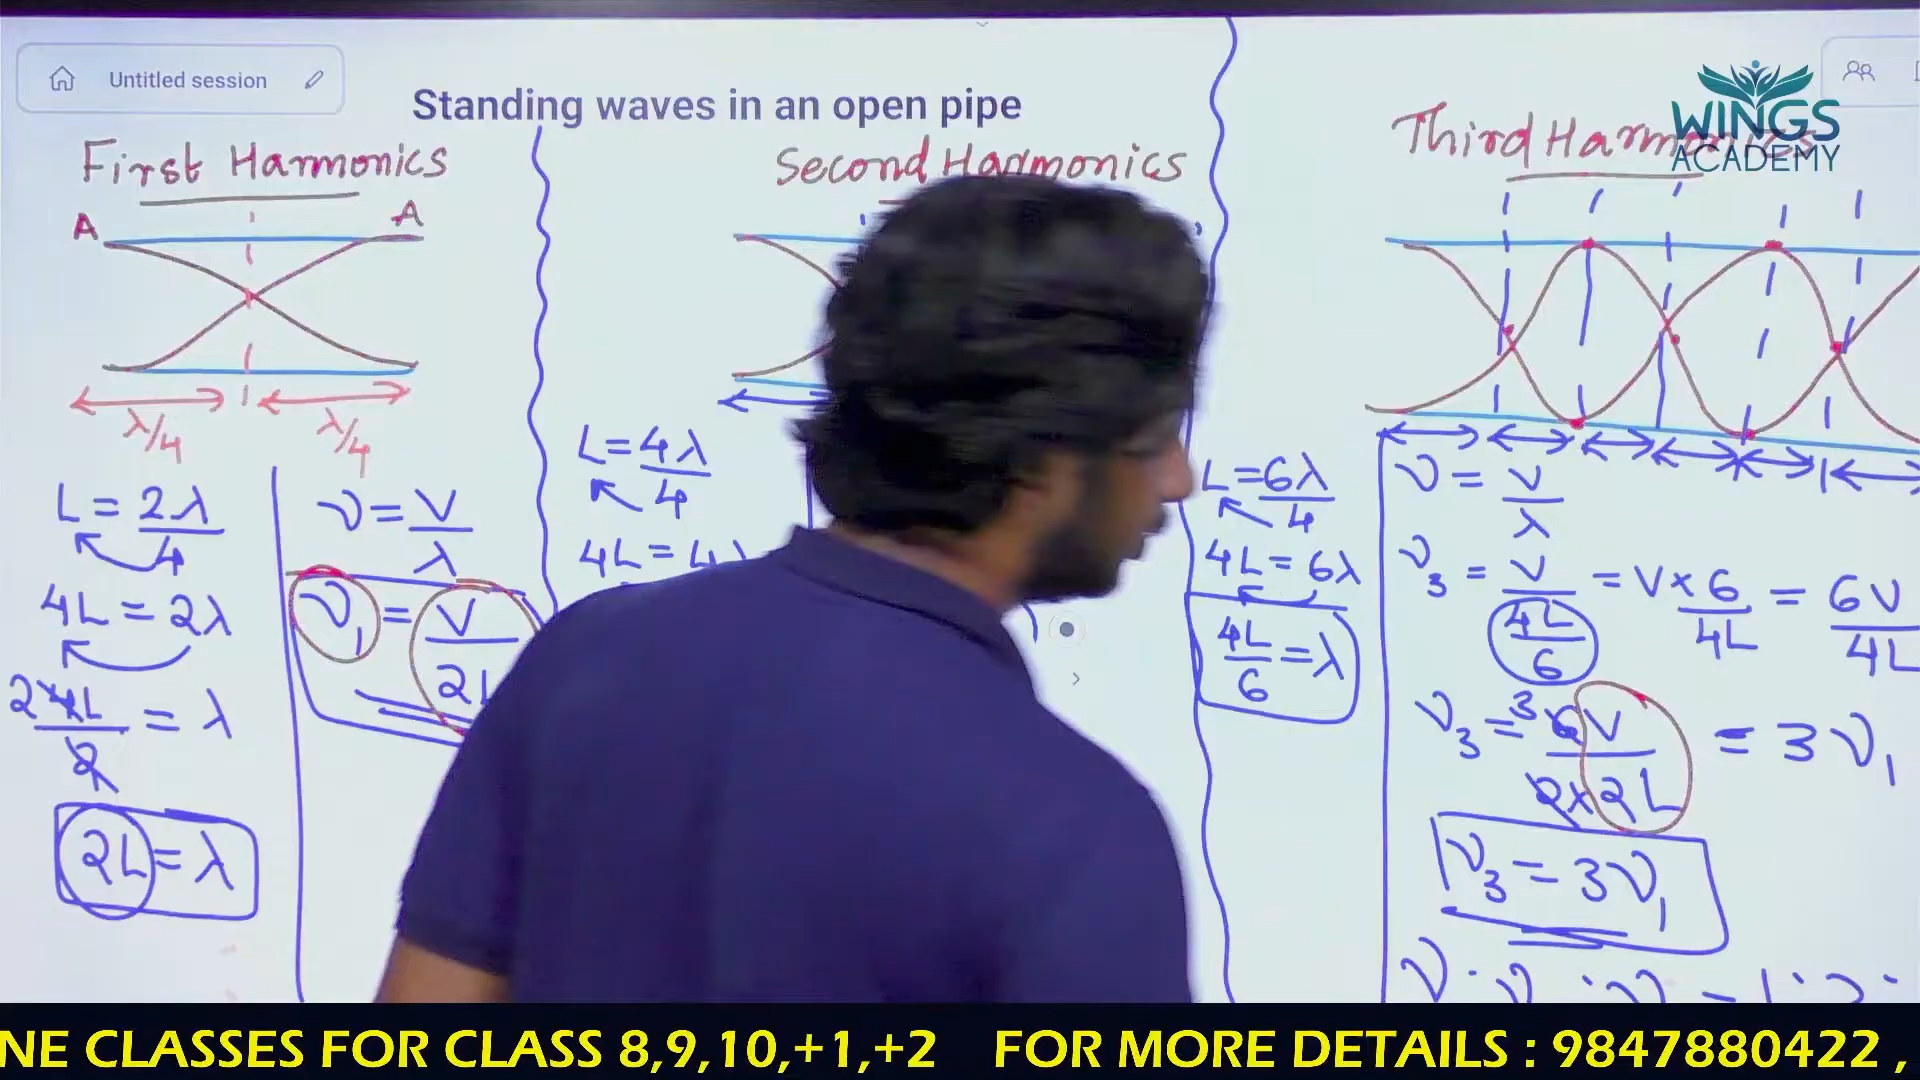 Untitled session
Standing waves in an open pipe
WINGS
ACADEMY
First Harmonics
A A
λ/4 λ/4
L = 2λ/4
4L = 2λ
2 4L/2 = λ
2L = λ
ν = v/λ
ν₁ = v/2L
Second Harmonics
L = 4λ/4
4L = 4λ
L = 6λ/4
4L = 6λ
4L/6 = λ
Third Harmonics
ν = v/λ
ν₃ = v/(4L/6) = v × 6/4L = 6v/4L
ν₃ = 3 6v/2×2L = 3ν₁
ν₃ = 3ν₁
NE CLASSES FOR CLASS 8,9,10,+1,+2 FOR MORE DETAILS : 9847880422 ,